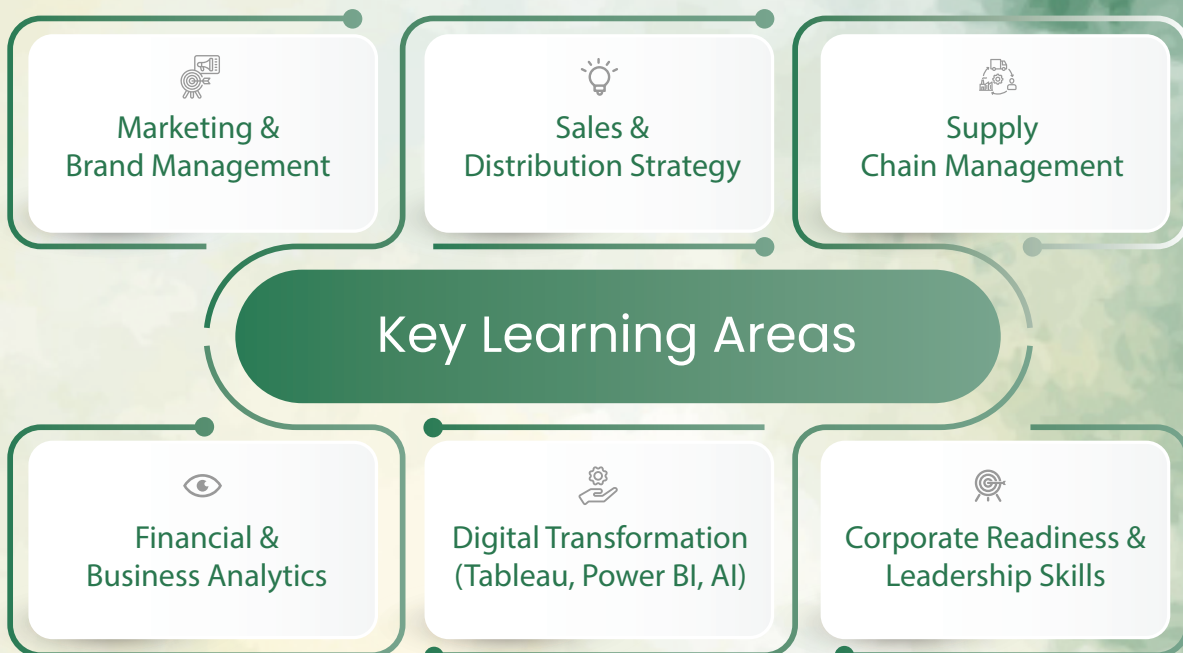 Marketing &
Brand Management
Sales &
Distribution Strategy
Supply
Chain Management
Key Learning Areas
Financial &
Business Analytics
Digital Transformation
(Tableau, Power BI, AI)
Corporate Readiness &
Leadership Skills